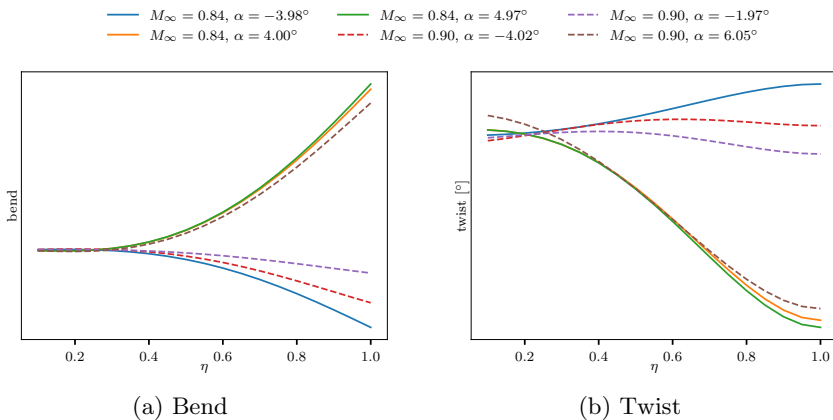 M∞ = 0.84, α = −3.98° M∞ = 0.84, α = 4.97° M∞ = 0.90, α = −1.97°
M∞ = 0.84, α = 4.00° M∞ = 0.90, α = −4.02° M∞ = 0.90, α = 6.05°
bend
0.2 0.4 0.6 0.8 1.0
η
(a) Bend
twist [°]
0.2 0.4 0.6 0.8 1.0
η
(b) Twist